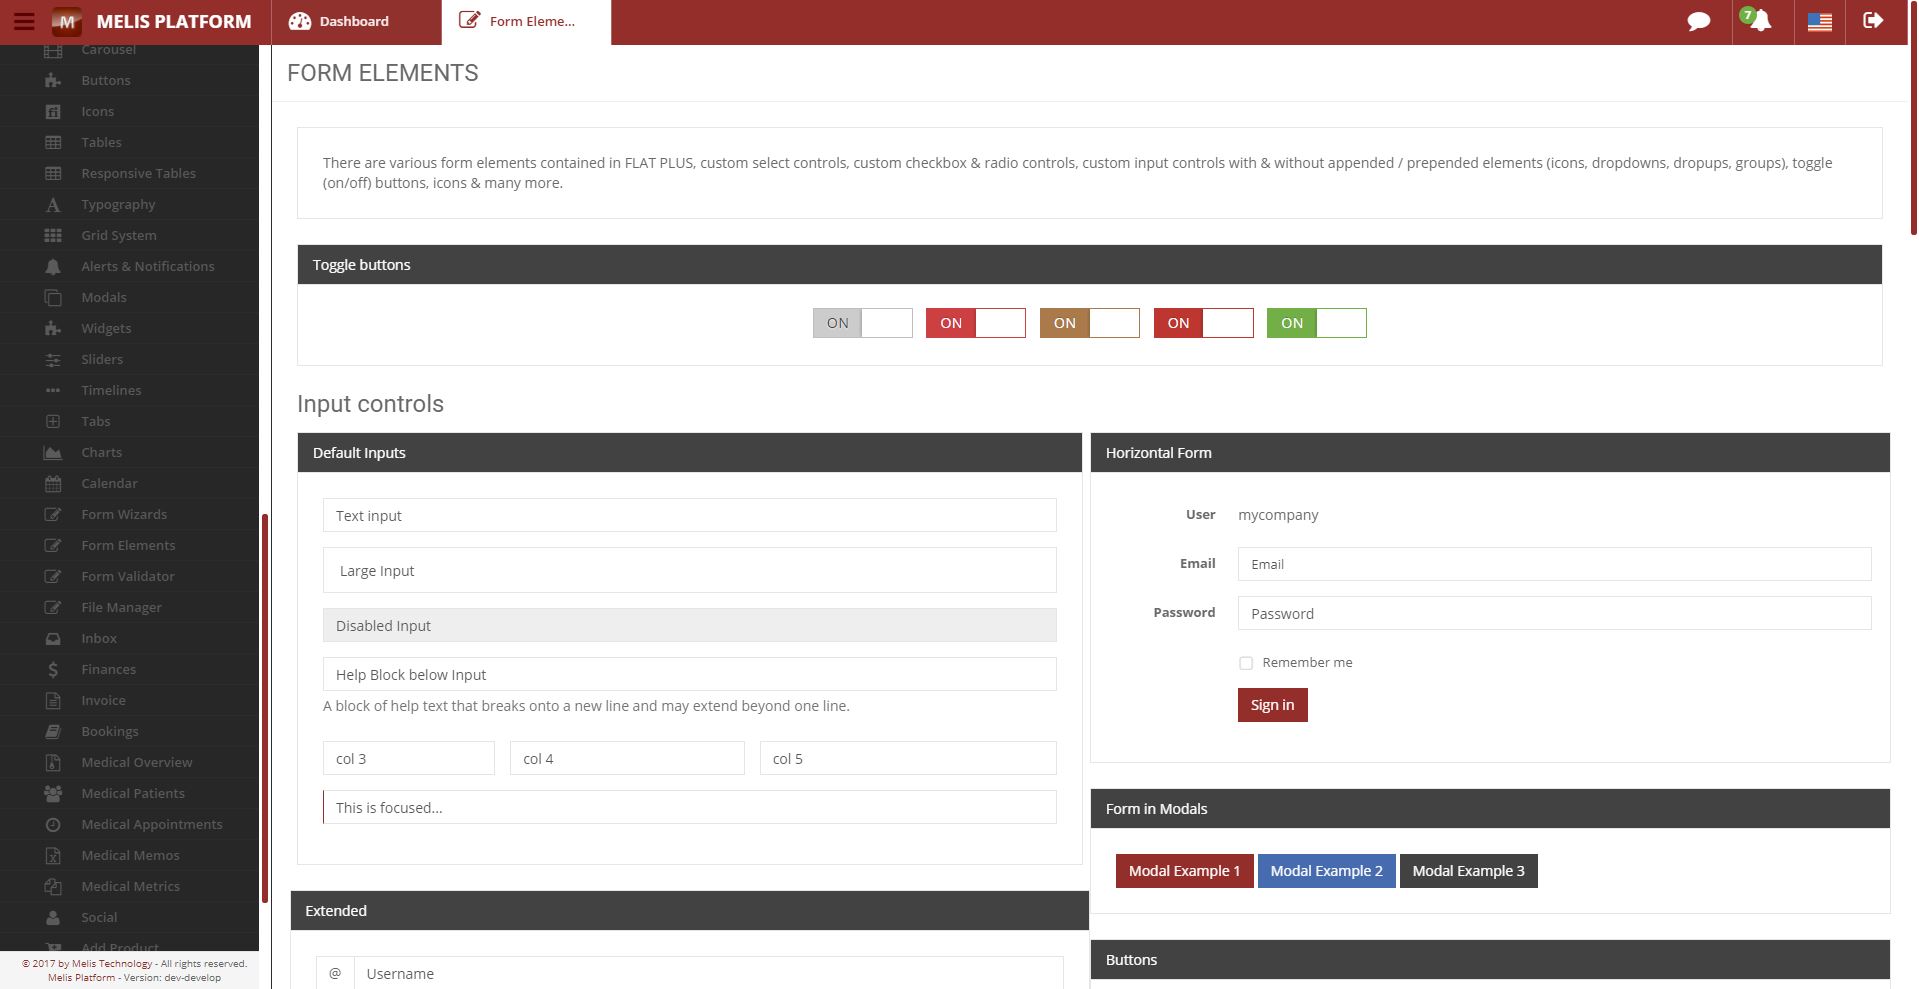 MELIS PLATFORM
Dashboard
Form Eleme...
7
Carousel
Buttons
Icons
Tables
Responsive Tables
Typography
Grid System
Alerts & Notifications
Modals
Widgets
Sliders
Timelines
Tabs
Charts
Calendar
Form Wizards
Form Elements
Form Validator
File Manager
Inbox
Finances
Invoice
Bookings
Medical Overview
Medical Patients
Medical Appointments
Medical Memos
Medical Metrics
Social
Add Product
© 2017 by Melis Technology - All rights reserved.
Melis Platform - Version: dev-develop
FORM ELEMENTS
There are various form elements contained in FLAT PLUS, custom select controls, custom checkbox & radio controls, custom input controls with & without appended / prepended elements (icons, dropdowns, dropups, groups), toggle
(on/off) buttons, icons & many more.
Toggle buttons
ON ON ON ON ON
Input controls
Default Inputs
Text input
Large Input
Disabled Input
Help Block below Input
A block of help text that breaks onto a new line and may extend beyond one line.
col 3 col 4 col 5
This is focused...
Extended
@ Username
Horizontal Form
User mycompany
Email Email
Password Password
Remember me
Sign in
Form in Modals
Modal Example 1 Modal Example 2 Modal Example 3
Buttons